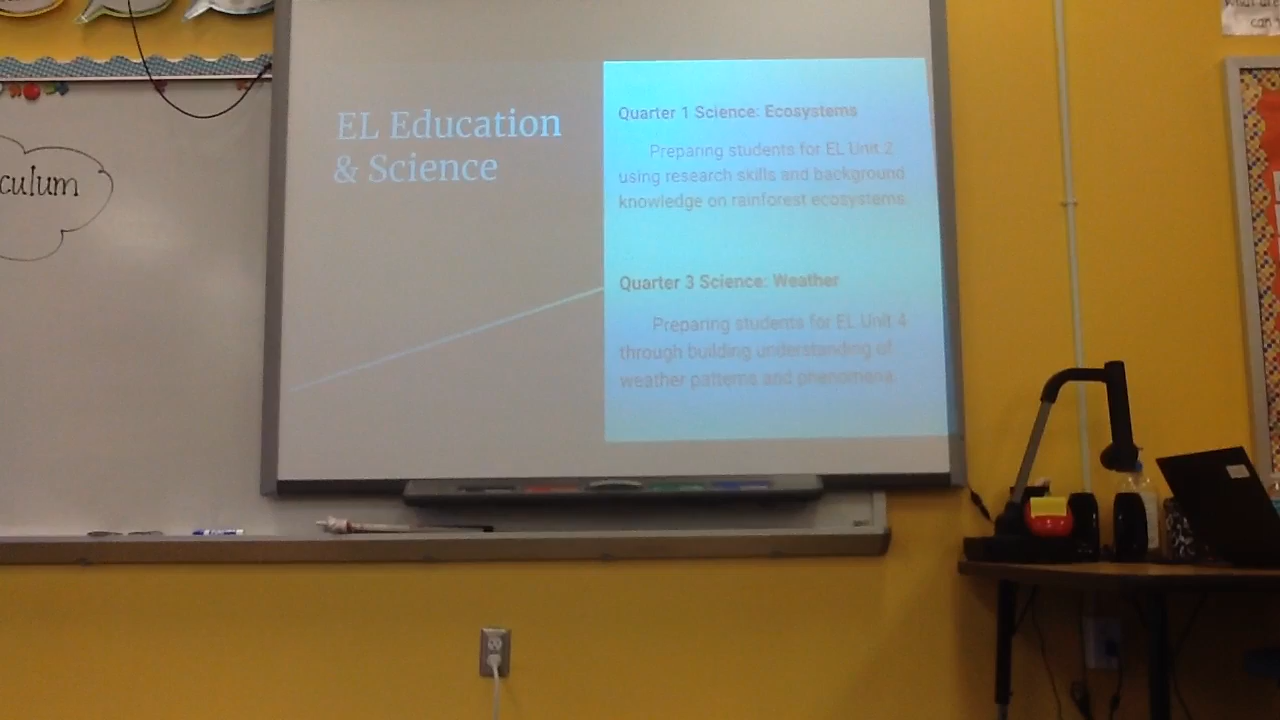 culum
EL Education
& Science
Quarter 1 Science: Ecosystems
Preparing students for EL Unit 2
using research skills and background
knowledge on rainforest ecosystems.
Quarter 3 Science: Weather
Preparing students for EL Unit 4
through building understanding of
weather patterns and phenomena.
can